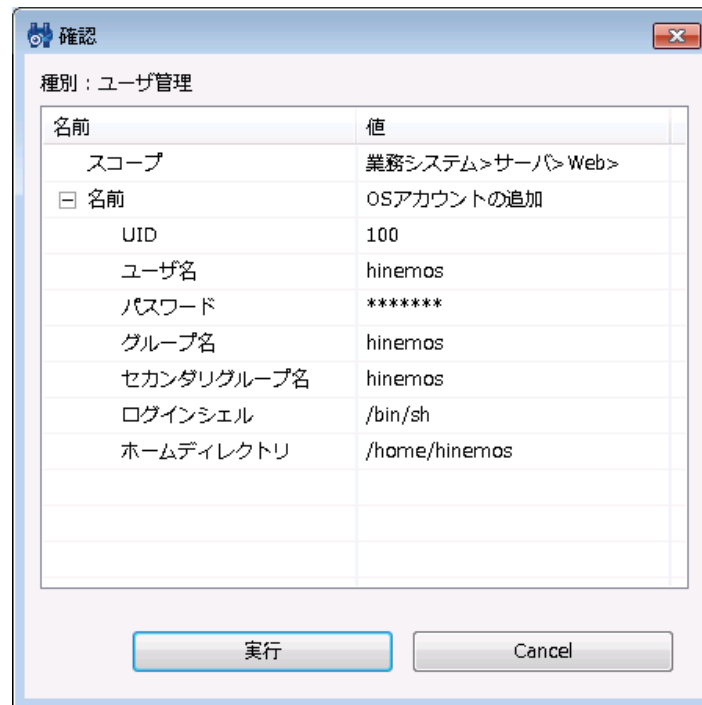 確認
種別：ユーザ管理
名前 値
スコープ 業務システム>サーバ>Web>
名前 OSアカウントの追加
UID 100
ユーザ名 hinemos
パスワード *******
グループ名 hinemos
セカンダリグループ名 hinemos
ログインシェル /bin/sh
ホームディレクトリ /home/hinemos
実行 Cancel